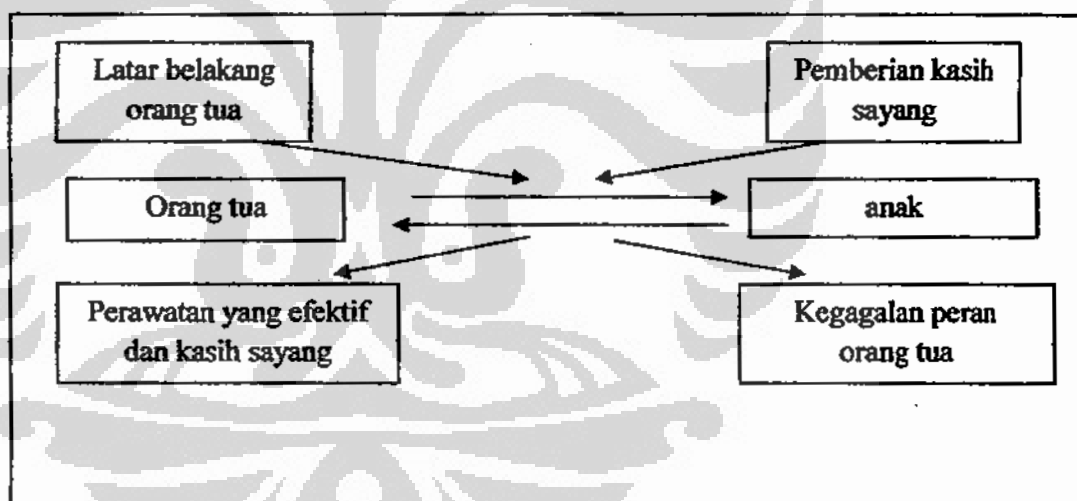 Latar belakang
orang tua
Pemberian kasih
sayang
Orang tua
anak
Perawatan yang efektif
dan kasih sayang
Kegagalan peran
orang tua